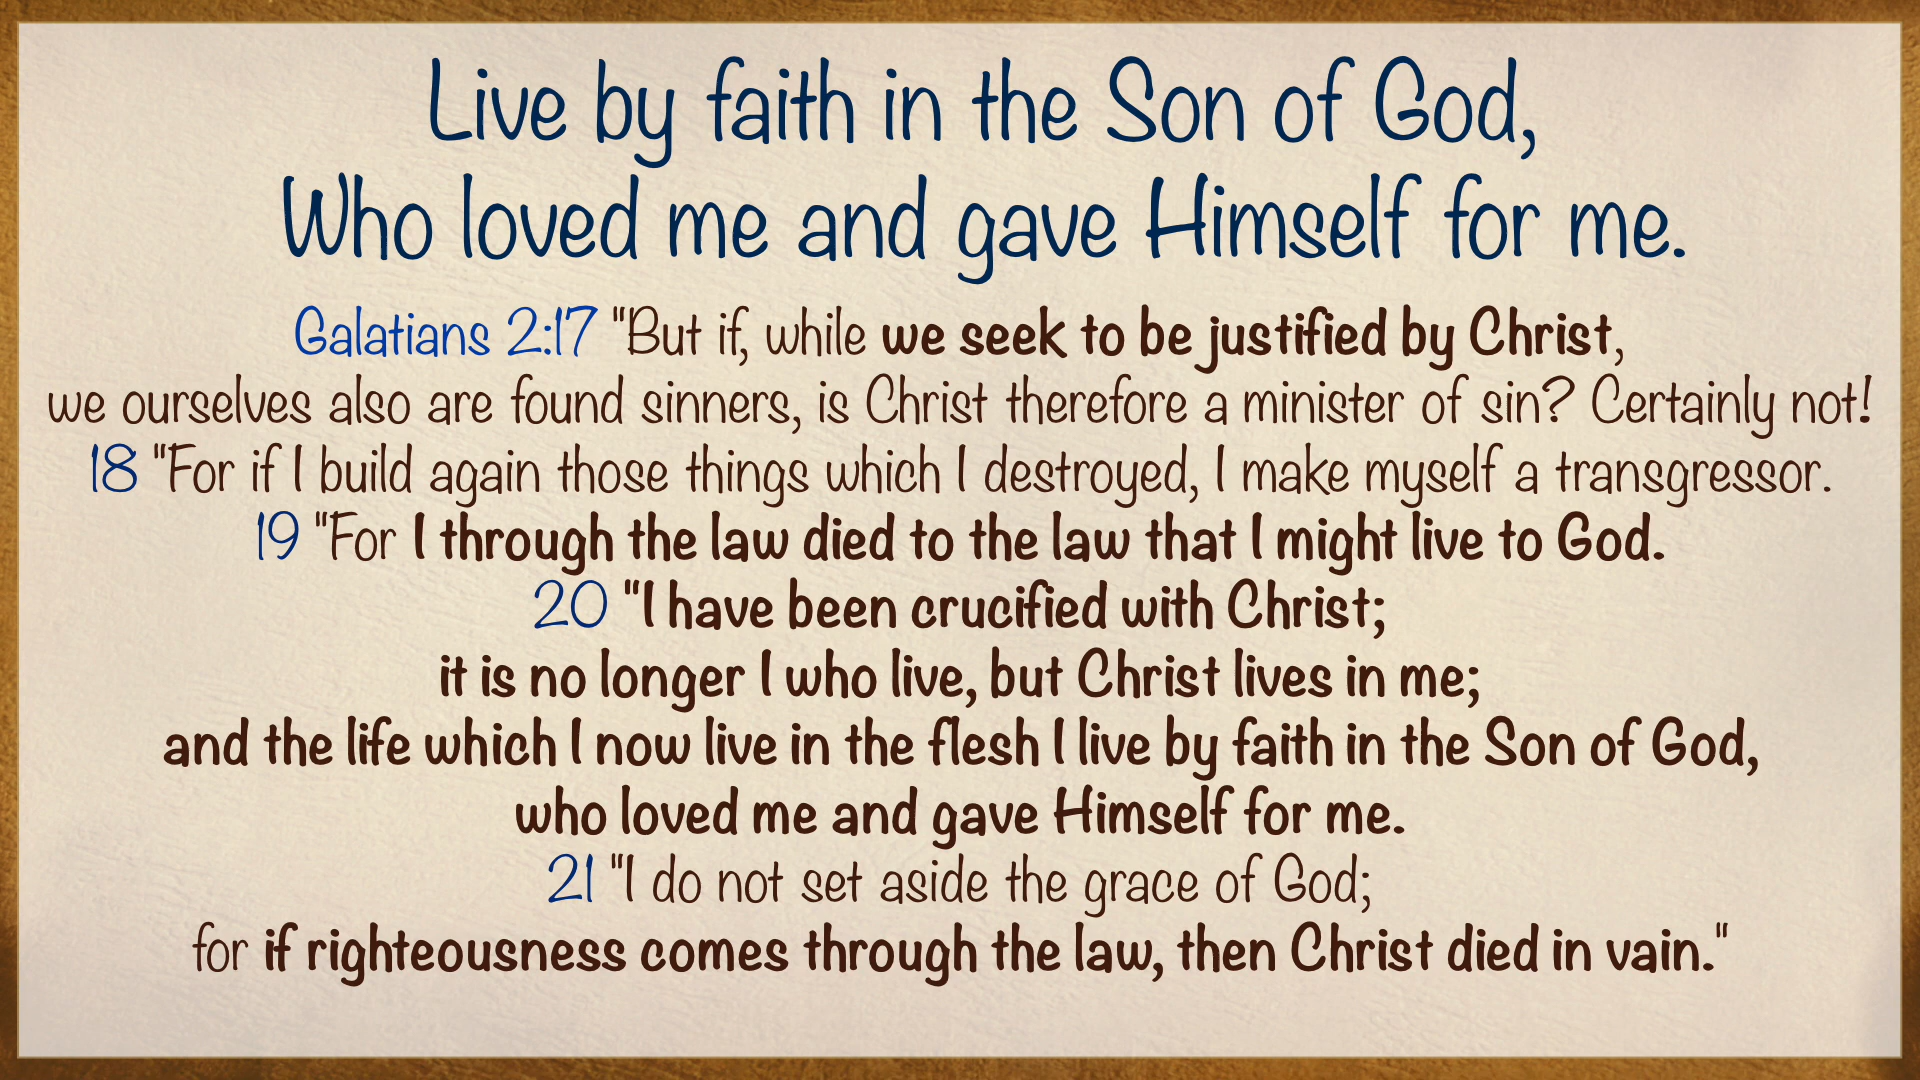 Live by faith in the Son of God,
Who loved me and gave Himself for me.
Galatians 2:17 "But if, while we seek to be justified by Christ,
we ourselves also are found sinners, is Christ therefore a minister of sin? Certainly not!
18 "For if I build again those things which I destroyed, I make myself a transgressor.
19 "For I through the law died to the law that I might live to God.
20 "I have been crucified with Christ;
it is no longer I who live, but Christ lives in me;
and the life which I now live in the flesh I live by faith in the Son of God,
who loved me and gave Himself for me.
21 "I do not set aside the grace of God;
for if righteousness comes through the law, then Christ died in vain."